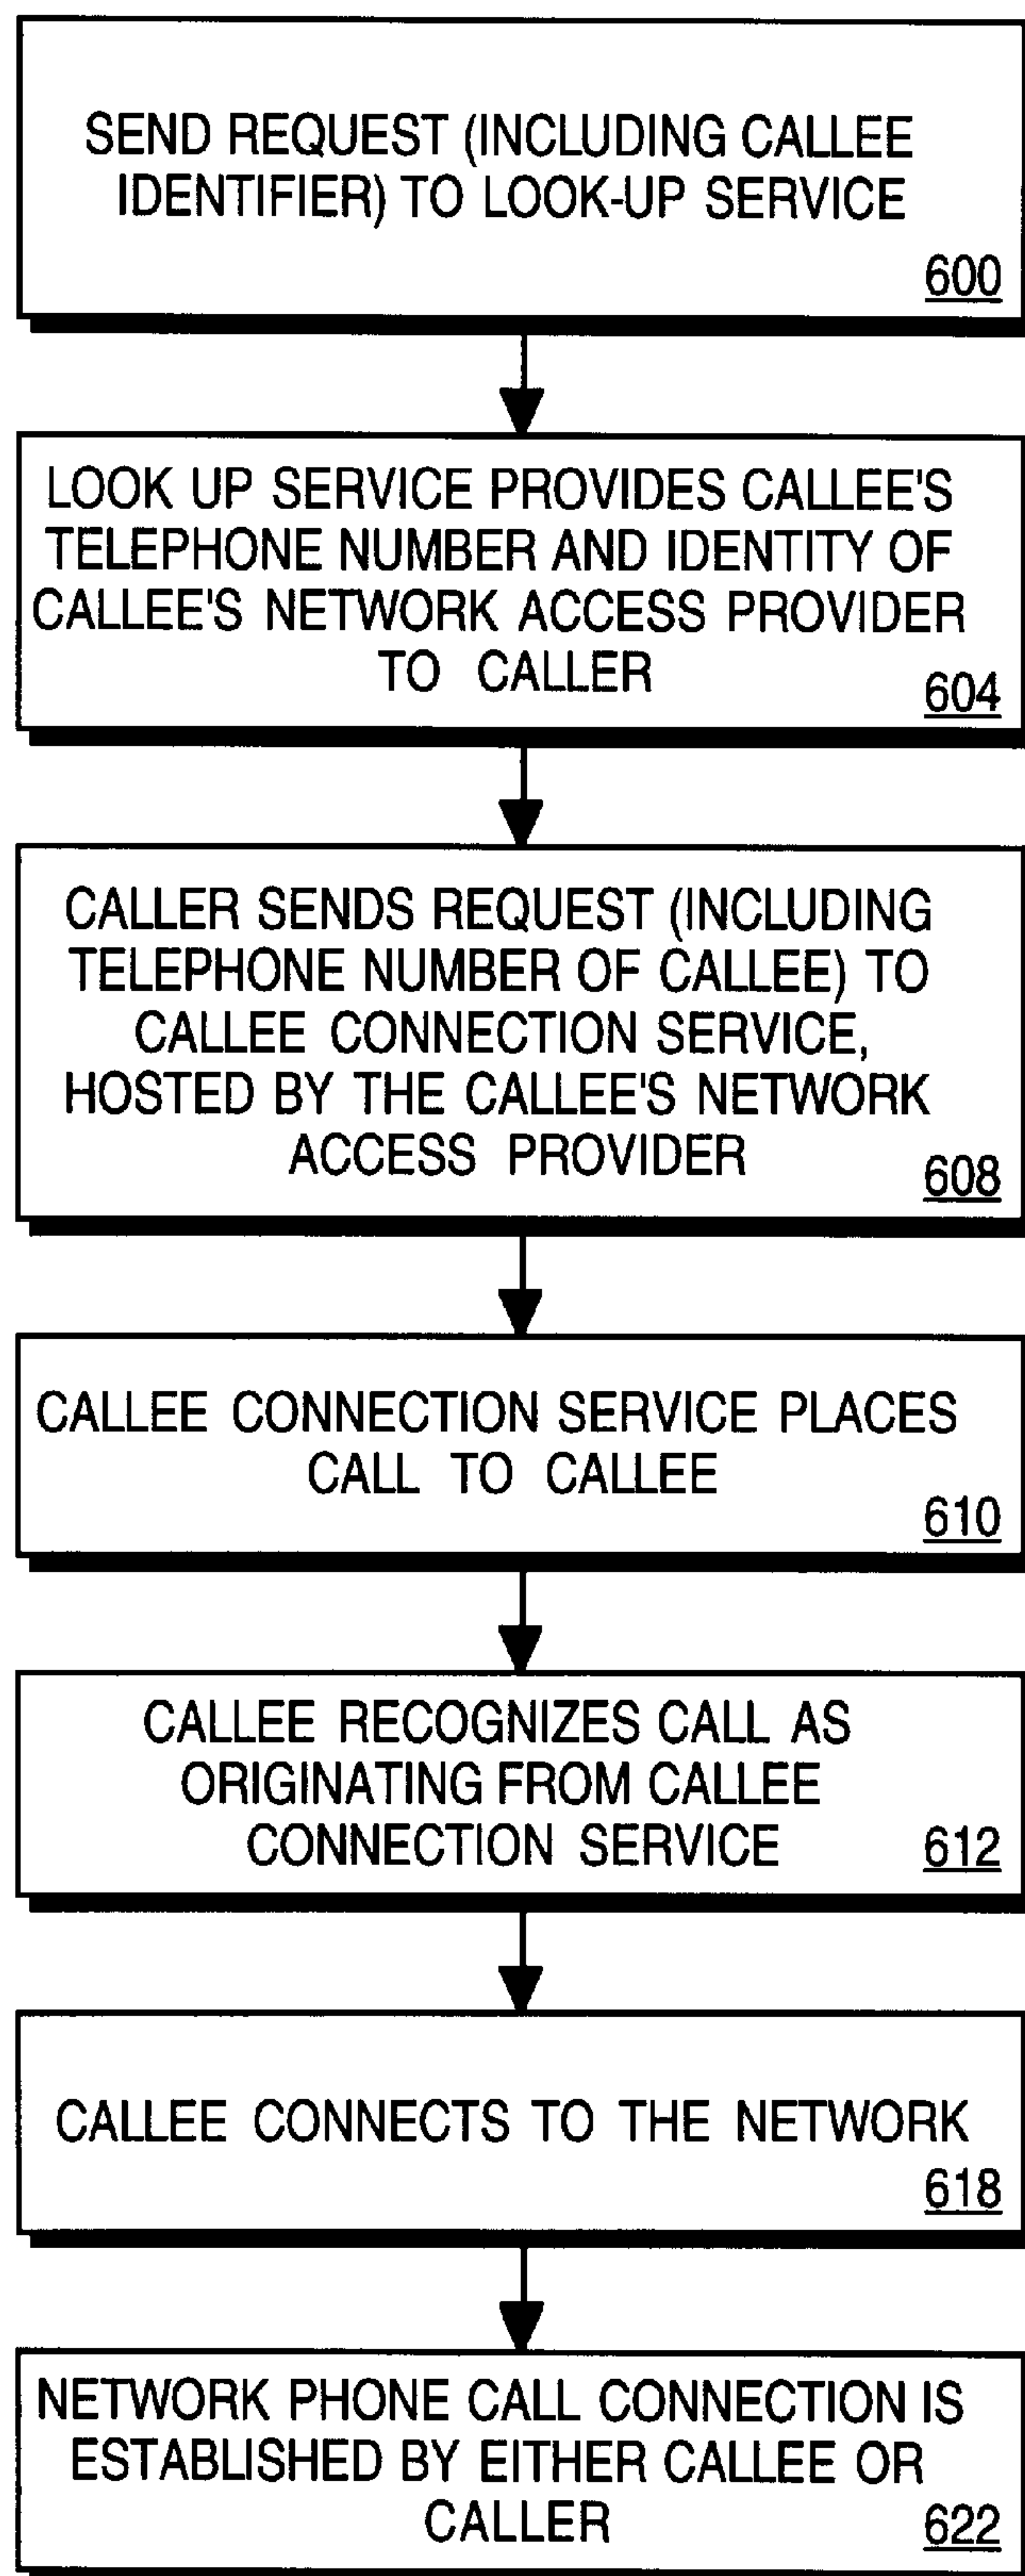 SEND REQUEST (INCLUDING CALLEE
IDENTIFIER) TO LOOK-UP SERVICE
600
LOOK UP SERVICE PROVIDES CALLEE'S
TELEPHONE NUMBER AND IDENTITY OF
CALLEE'S NETWORK ACCESS PROVIDER
TO CALLER
604
CALLER SENDS REQUEST (INCLUDING
TELEPHONE NUMBER OF CALLEE) TO
CALLEE CONNECTION SERVICE,
HOSTED BY THE CALLEE'S NETWORK
ACCESS PROVIDER
608
CALLEE CONNECTION SERVICE PLACES
CALL TO CALLEE
610
CALLEE RECOGNIZES CALL AS
ORIGINATING FROM CALLEE
CONNECTION SERVICE
612
CALLEE CONNECTS TO THE NETWORK
618
NETWORK PHONE CALL CONNECTION IS
ESTABLISHED BY EITHER CALLEE OR
CALLER
622